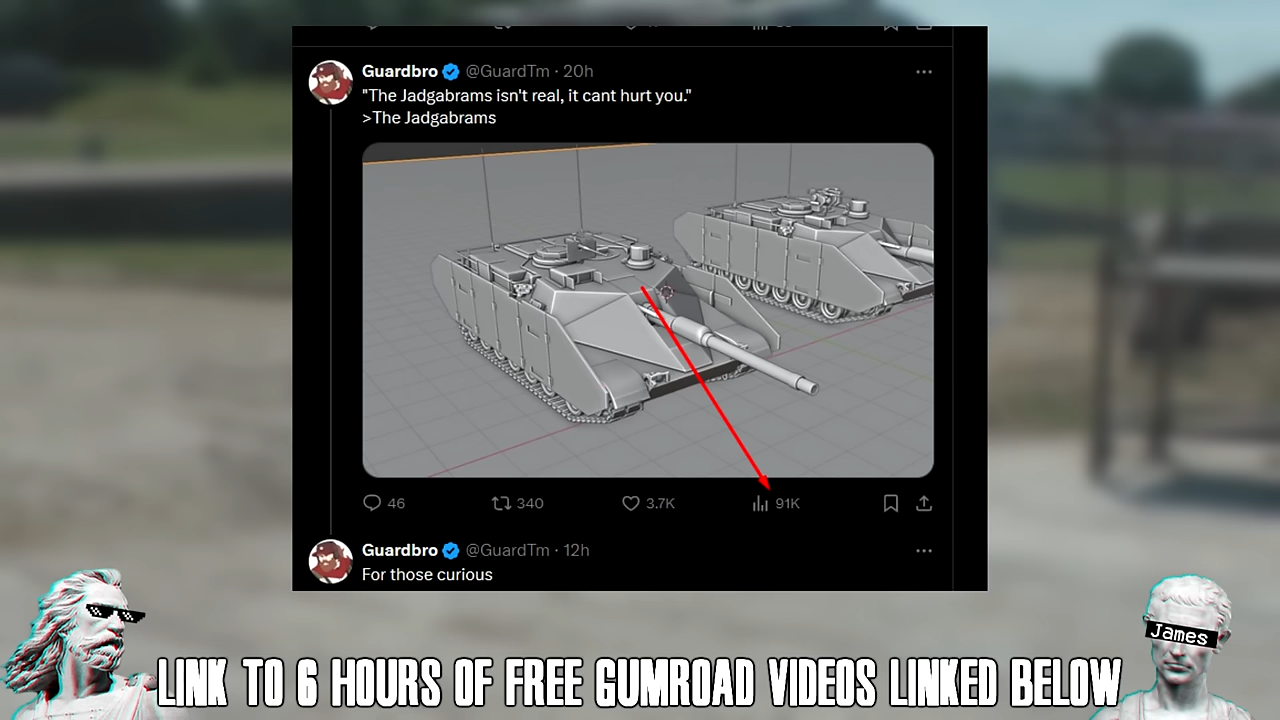 Guardbro @GuardTm · 20h
"The Jadgabrams isn't real, it cant hurt you."
>The Jadgabrams
46 340 3.7K 91K
Guardbro @GuardTm · 12h
For those curious
James
LINK TO 6 HOURS OF FREE GUMROAD VIDEOS LINKED BELOW